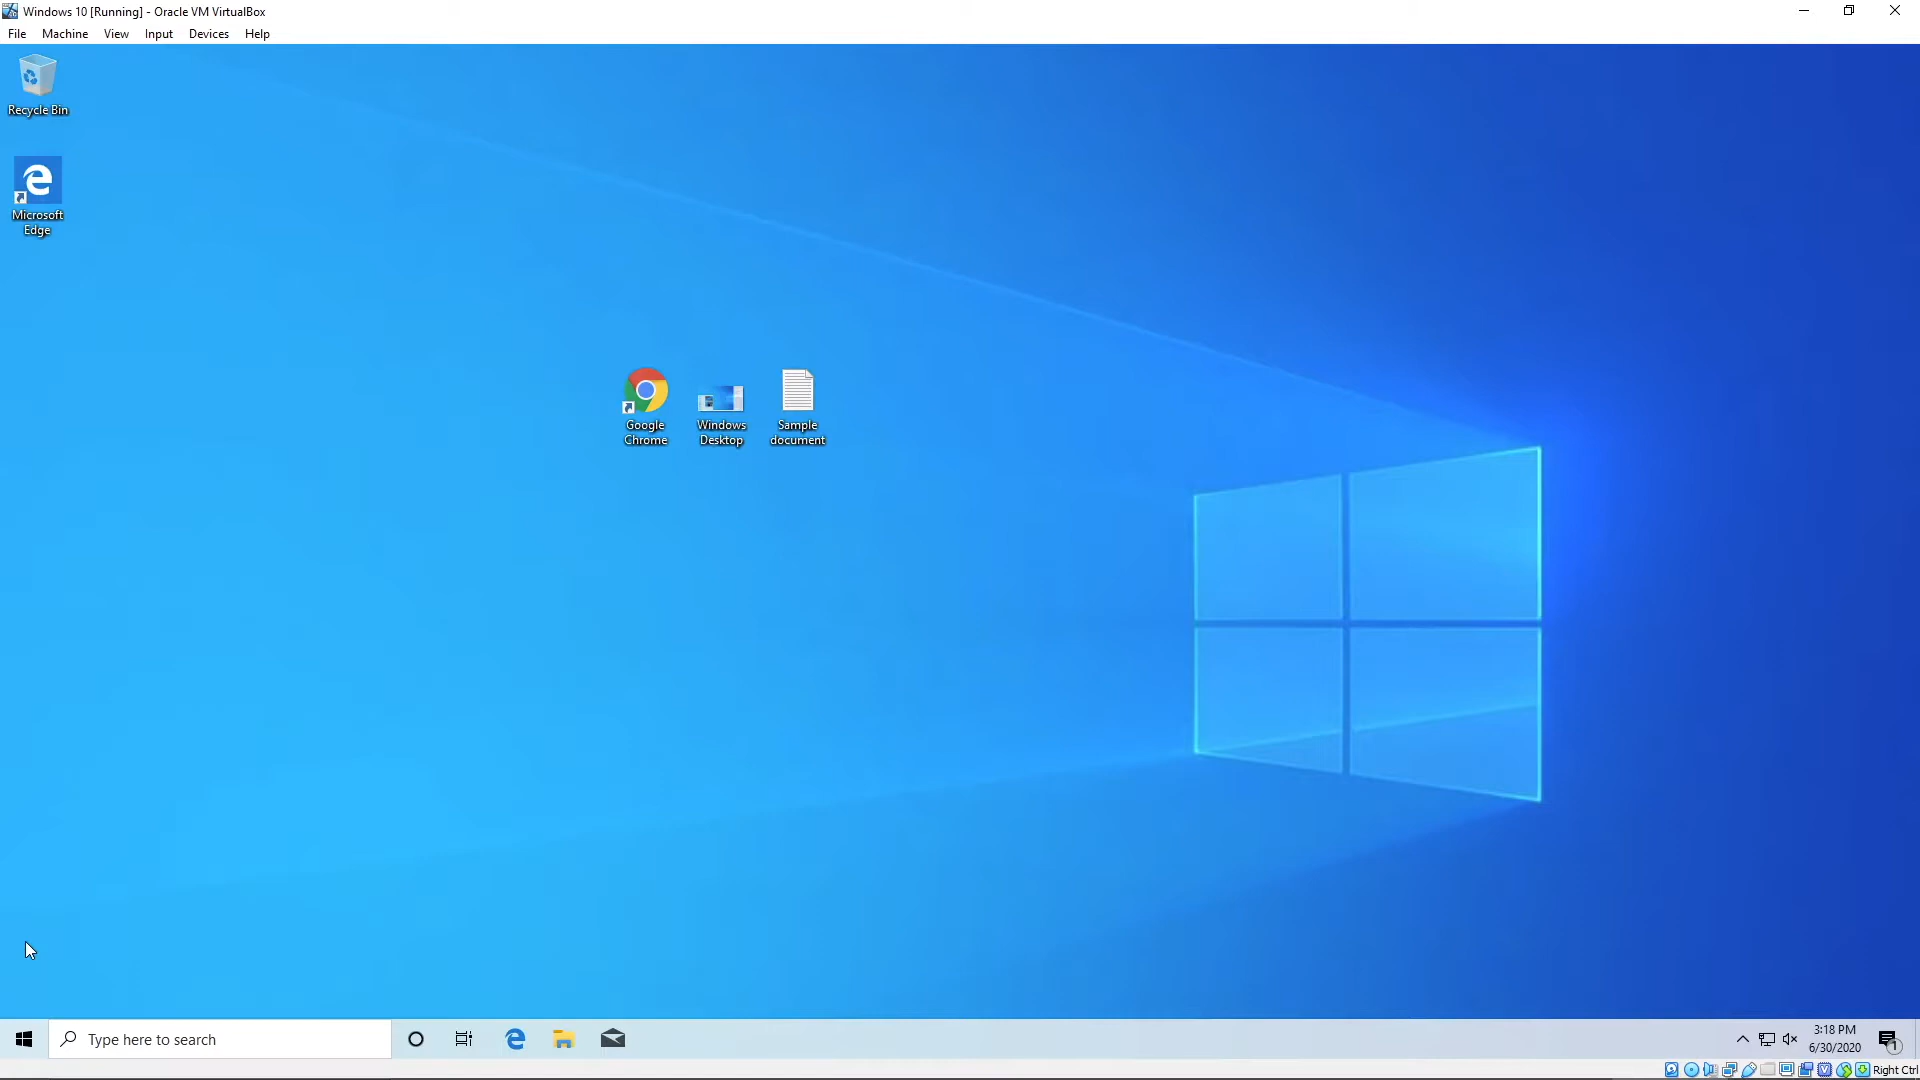 Windows 10 [Running] - Oracle VM VirtualBox
File Machine View Input Devices Help
Recycle Bin
Microsoft
Edge
Google
Chrome
Windows
Desktop
Sample
document
Type here to search
3:18 PM
6/30/2020
1
Right Ctrl